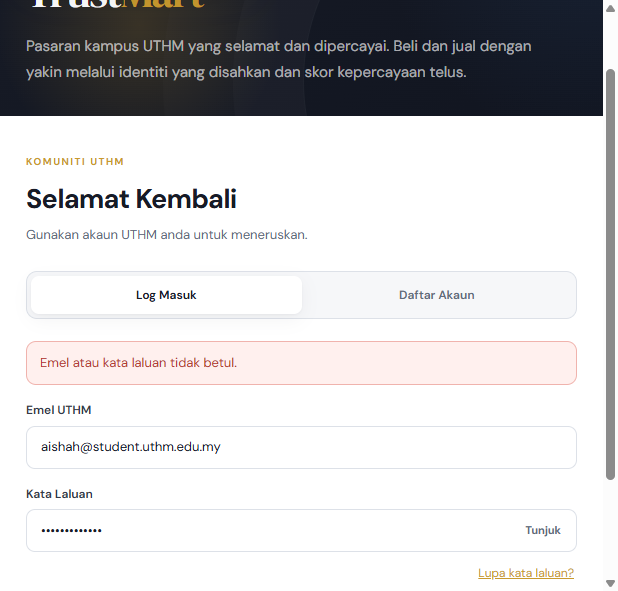 TrustMart
Pasaran kampus UTHM yang selamat dan dipercayai. Beli dan jual dengan
yakin melalui identiti yang disahkan dan skor kepercayaan telus.
KOMUNITI UTHM
Selamat Kembali
Gunakan akaun UTHM anda untuk meneruskan.
Log Masuk
Daftar Akaun
Emel atau kata laluan tidak betul.
Emel UTHM
aishah@student.uthm.edu.my
Kata Laluan
•••••••••••••
Tunjuk
Lupa kata laluan?